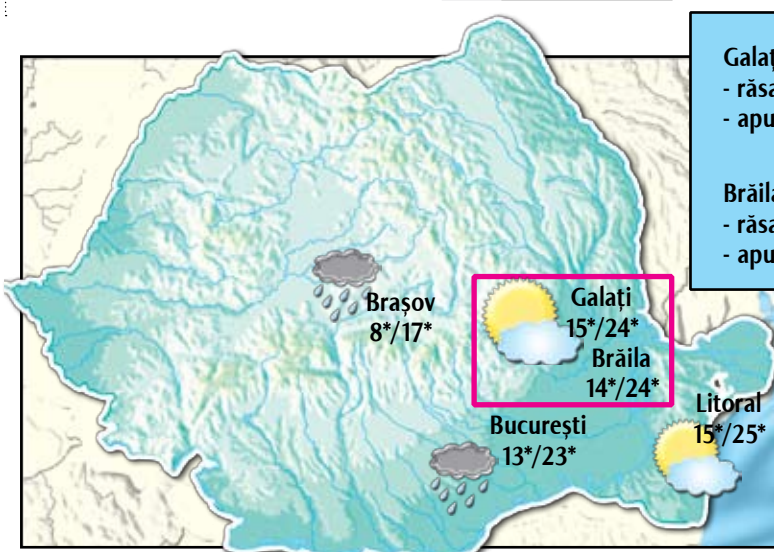 Galaț
- răsa
- apu
Brăila
- răsa
- apu
Brașov
8*/17*
Galați
15*/24*
Brăila
14*/24*
Litoral
15*/25*
București
13*/23*